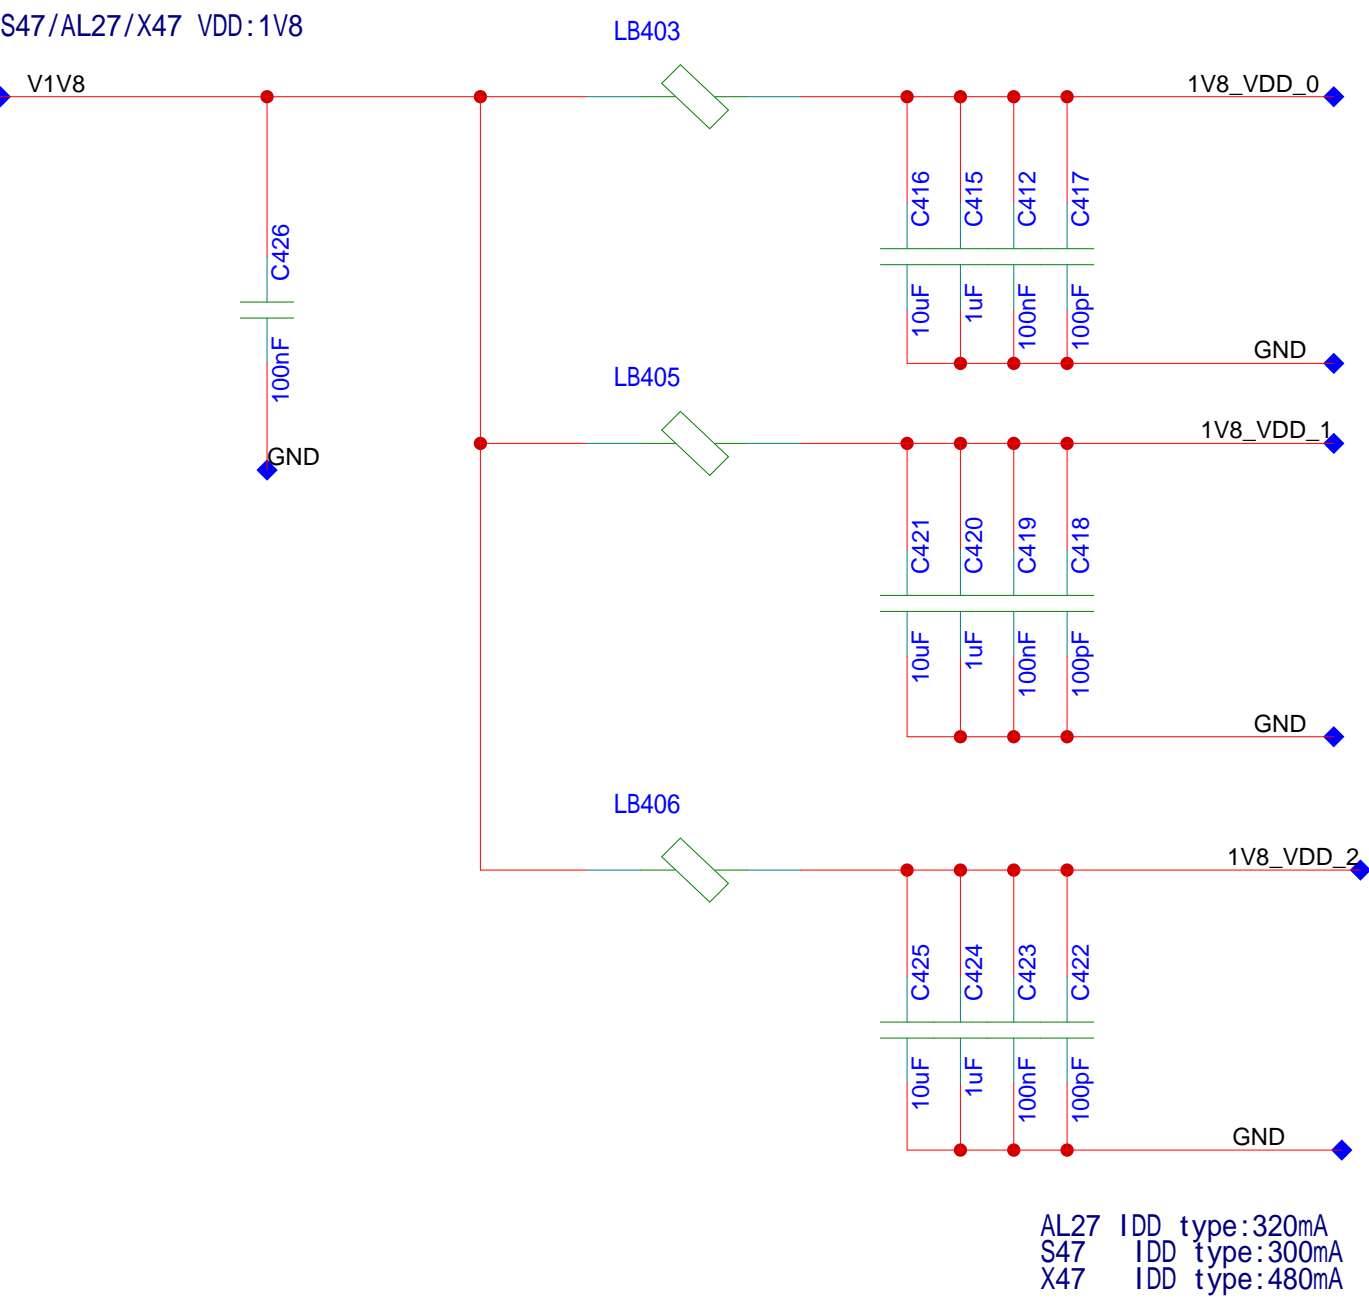 S47/AL27/X47 VDD:1V8
LB403
V1V8
1V8_VDD_0
C416
C415
C412
C417
C426
10uF
1uF
100nF
100pF
100nF
GND
LB405
1V8_VDD_1
GND
C421
C420
C419
C418
10uF
1uF
100nF
100pF
GND
LB406
1V8_VDD_2
C425
C424
C423
C422
10uF
1uF
100nF
100pF
GND
AL27 IDD type:320mA
S47 IDD type:300mA
X47 IDD type:480mA